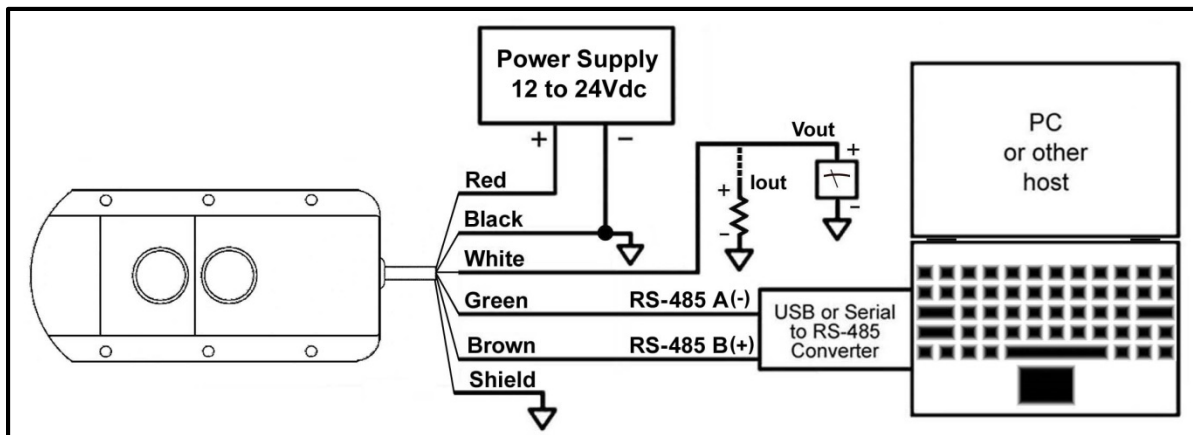 Power Supply
12 to 24Vdc
+
−
Red
Black
White
Green
Brown
Shield
Vout
+
−
Iout
+
−
RS-485 A(-)
RS-485 B(+)
USB or Serial
to RS-485
Converter
PC
or other
host